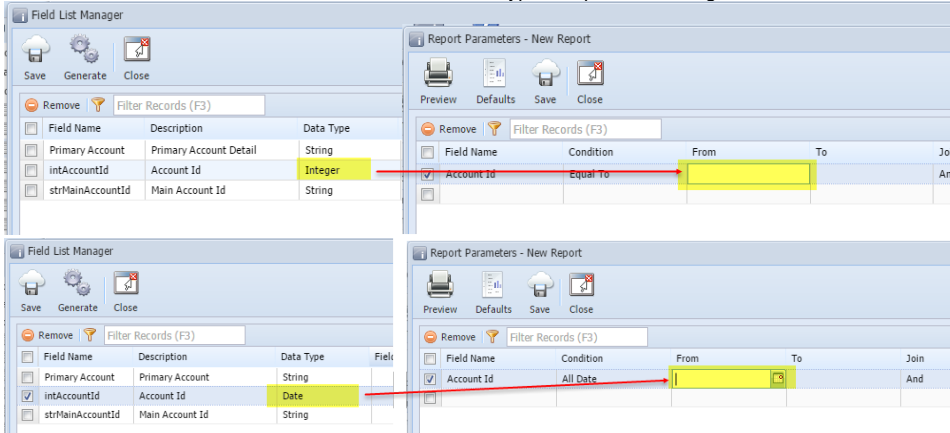 Field List Manager
Save Generate Close
Remove Filter Records (F3)
Field Name Description Data Type
Primary Account Primary Account Detail String
intAccountId Account Id Integer
strMainAccountId Main Account Id String
Report Parameters - New Report
Preview Defaults Save Close
Remove Filter Records (F3)
Field Name Condition From To
Account Id Equal To
Field List Manager
Save Generate Close
Remove Filter Records (F3)
Field Name Description Data Type
Primary Account Primary Account String
intAccountId Account Id Date
strMainAccountId Main Account Id String
Report Parameters - New Report
Preview Defaults Save Close
Remove Filter Records (F3)
Field Name Condition From To Join
Account Id All Date And